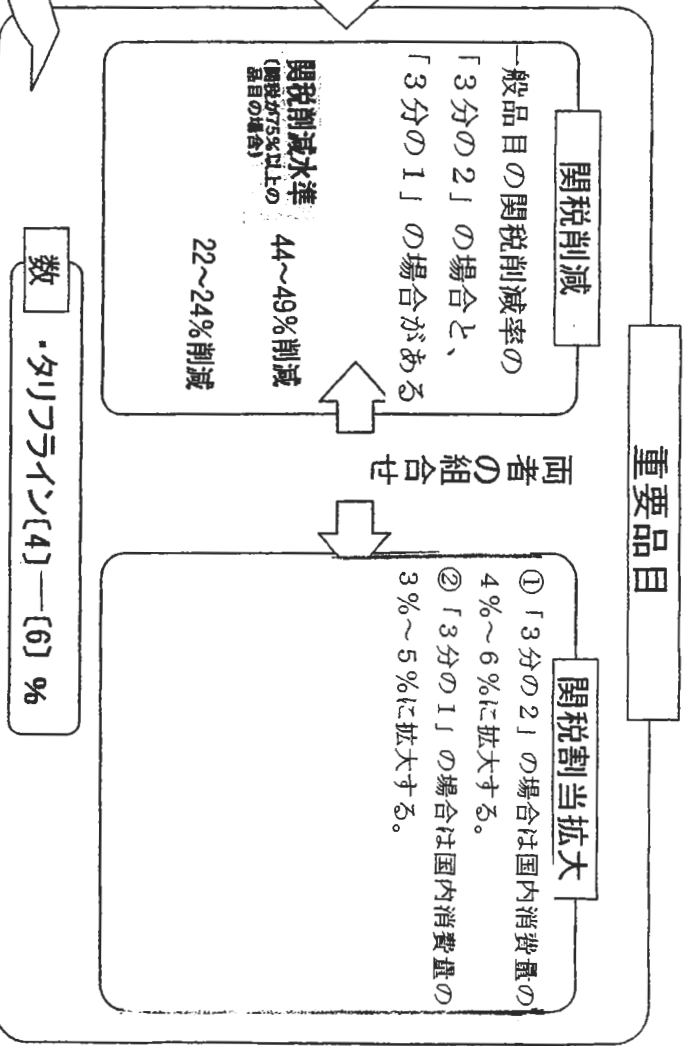 重要品目
関税削減
一般品目の関税削減率の
「3分の2」の場合と、
「3分の1」の場合がある
関税削減水準
(関税が75%以上の
品目の場合)
44~49%削減
22~24%削減
両者の組合せ
関税割当拡大
①「3分の2」の場合は国内消費量の
4%~6%に拡大する。
②「3分の1」の場合は国内消費量の
3%~5%に拡大する。
数
・タリフライン[4]―[6] %